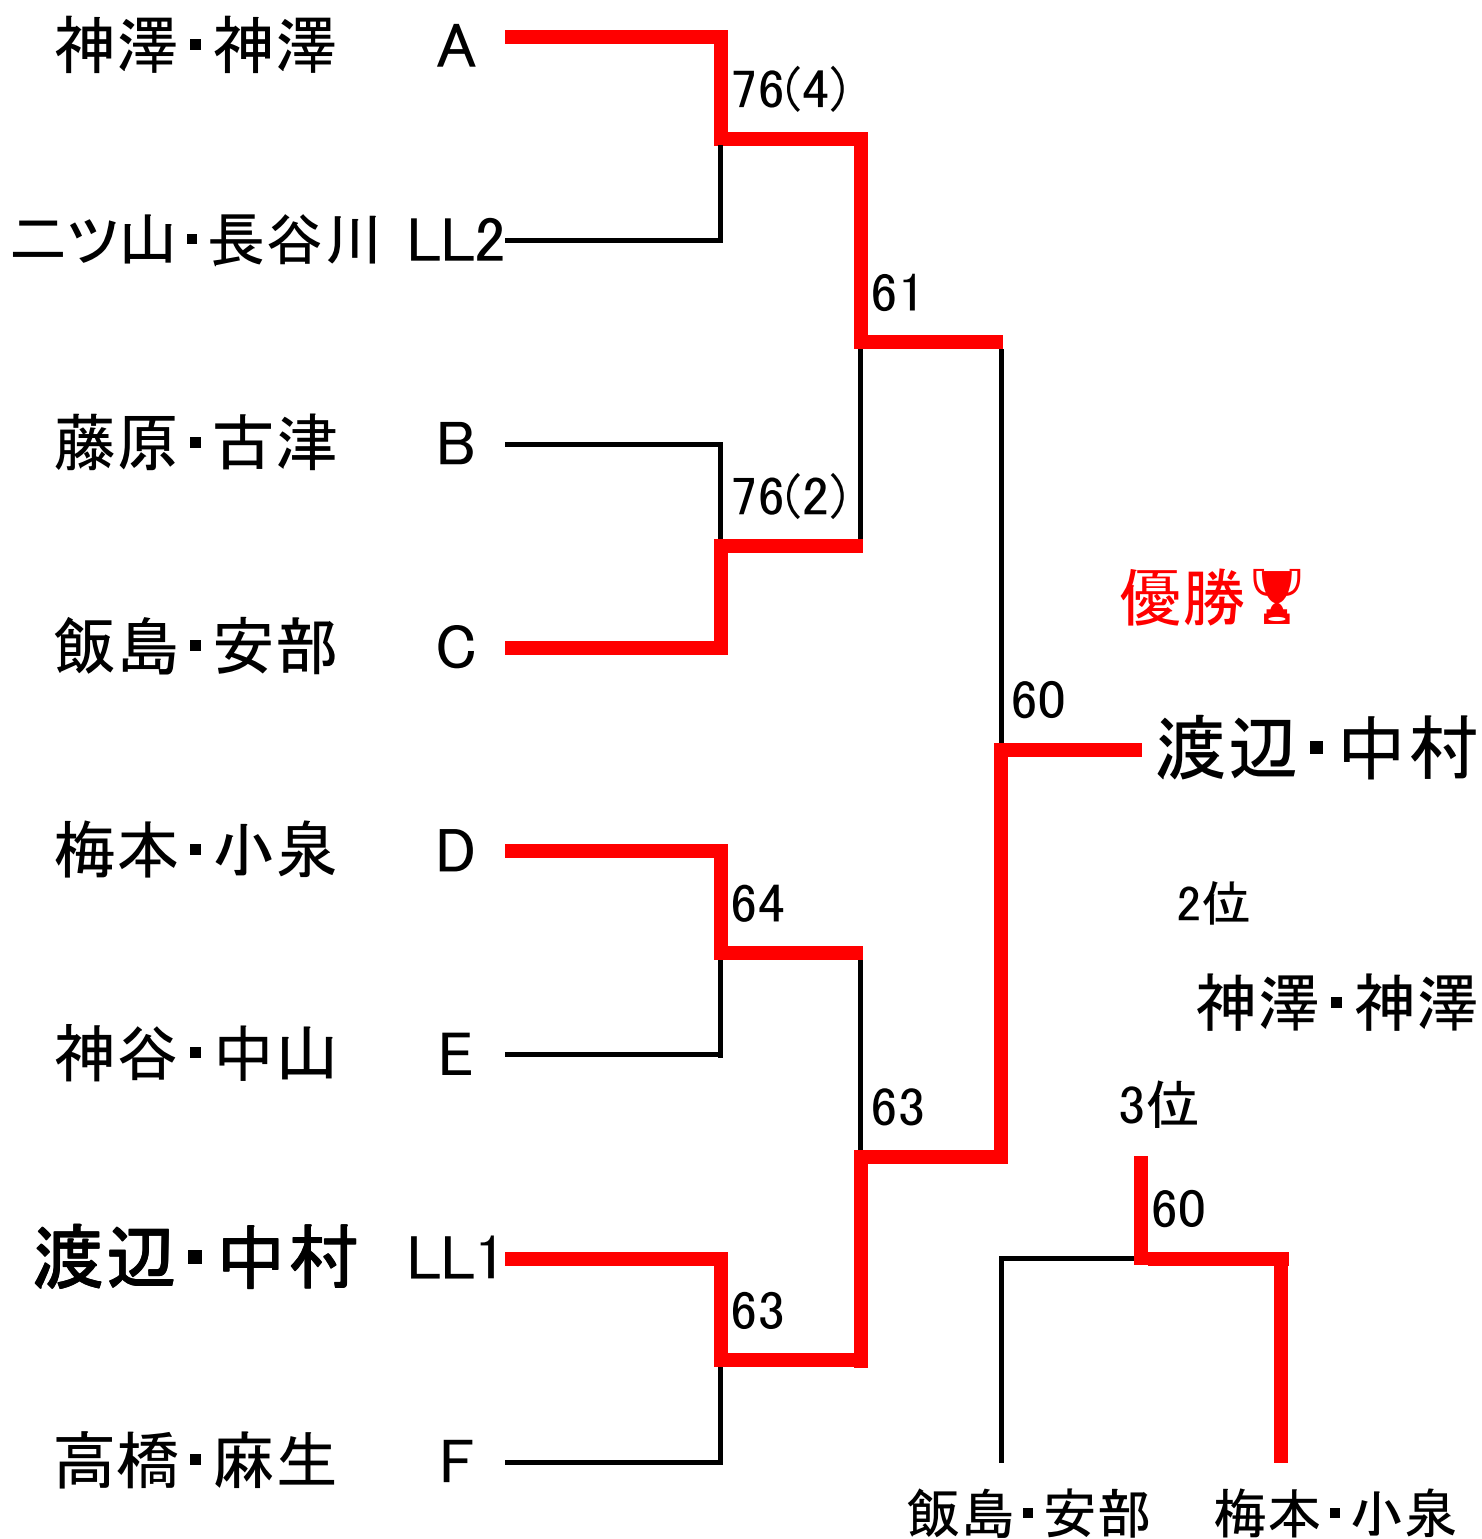 神澤・神澤 A
76(4)
二ツ山・長谷川 LL2
61
藤原・古津 B
76(2)
飯島・安部 C
優勝🏆
60
渡辺・中村
梅本・小泉 D
64
2位
神澤・神澤
神谷・中山 E
63
3位
60
渡辺・中村 LL1
63
高橋・麻生 F
飯島・安部 梅本・小泉